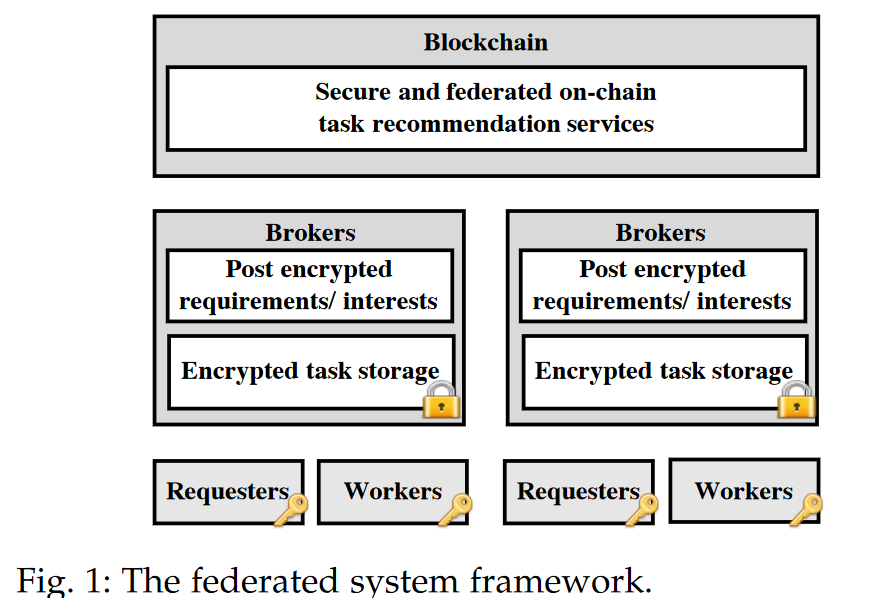 Blockchain
Secure and federated on-chain
task recommendation services
Brokers
Post encrypted
requirements/ interests
Encrypted task storage
Brokers
Post encrypted
requirements/ interests
Encrypted task storage
Requesters
Workers
Requesters
Workers
Fig. 1: The federated system framework.